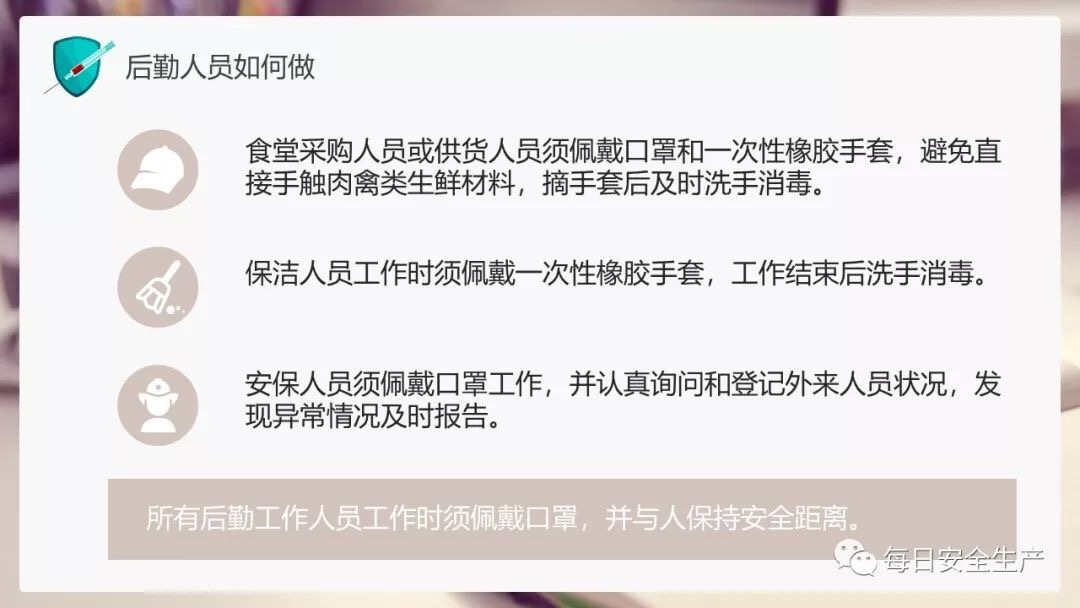 后勤人员如何做
食堂采购人员或供货人员须佩戴口罩和一次性橡胶手套，避免直
接手触肉禽类生鲜材料，摘手套后及时洗手消毒。
保洁人员工作时须佩戴一次性橡胶手套，工作结束后洗手消毒。
安保人员须佩戴口罩工作，并认真询问和登记外来人员状况，发
现异常情况及时报告。
所有后勤工作人员工作时须佩戴口罩，并与人保持安全距离。
每日安全生产